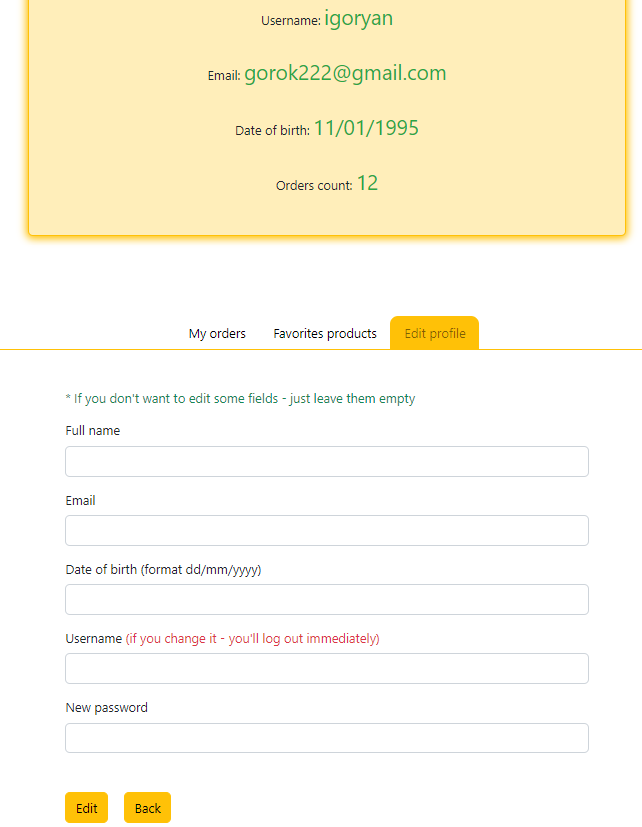 Username: igoryan
Email: gorok222@gmail.com
Date of birth: 11/01/1995
Orders count: 12
My orders Favorites products Edit profile
* If you don't want to edit some fields - just leave them empty
Full name
Email
Date of birth (format dd/mm/yyyy)
Username (if you change it - you'll log out immediately)
New password
Edit Back